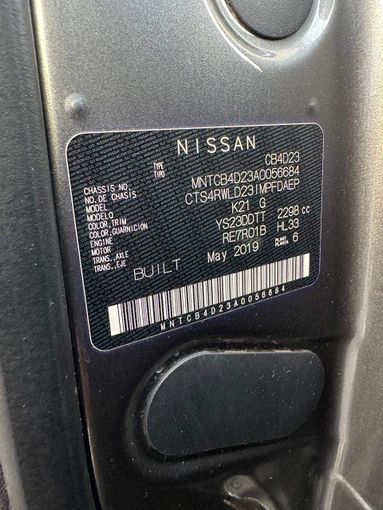 NISSAN
TYPE CB4D23
TIPO
CHASSIS NO. MNTCB4D23A0056684
NO. DE CHASIS
MODEL CTS4RWLD23IMPFDAEP
MODELO
COLOR,TRIM K21 G
COLOR,GUARNICION
ENGINE YS23DDTT 2298 cc
MOTOR
TRANS.,AXLE RE7R01B HL33
TRANS.,EJE
PLANT 6
PLANTA
BUILT May 2019
MNTCB4D23A0056684